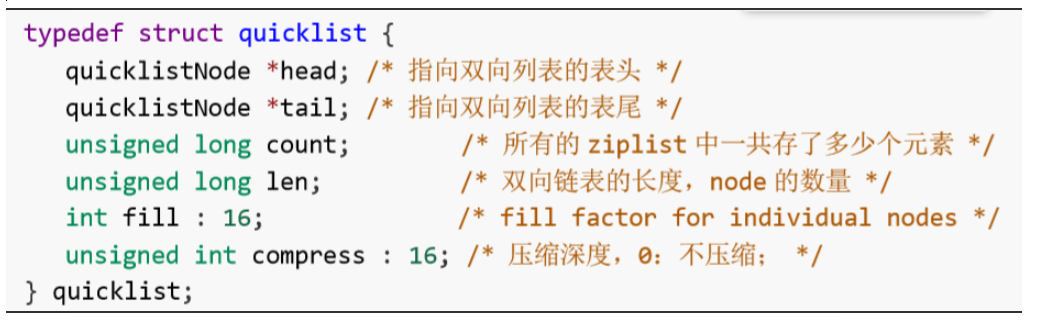 typedef struct quicklist {
quicklistNode *head; /* 指向双向列表的表头 */
quicklistNode *tail; /* 指向双向列表的表尾 */
unsigned long count; /* 所有的 ziplist 中一共存了多少个元素 */
unsigned long len; /* 双向链表的长度，node 的数量 */
int fill : 16; /* fill factor for individual nodes */
unsigned int compress : 16; /* 压缩深度，0：不压缩； */
} quicklist;